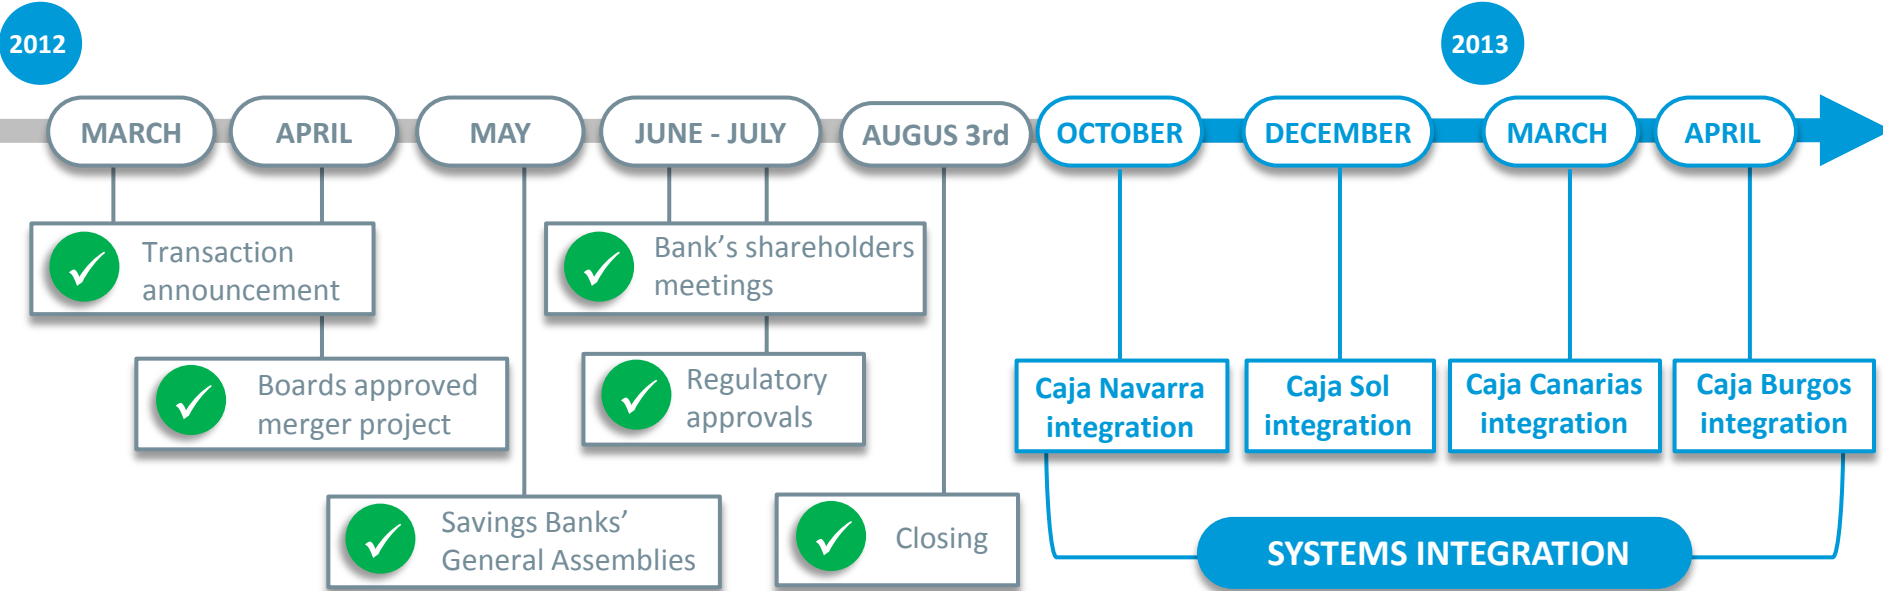 2012
2013
MARCH
APRIL
MAY
JUNE - JULY
AUGUS 3rd
OCTOBER
DECEMBER
MARCH
APRIL
Transaction
announcement
Bank’s shareholders
meetings
Boards approved
merger project
Regulatory
approvals
Caja Navarra
integration
Caja Sol
integration
Caja Canarias
integration
Caja Burgos
integration
Savings Banks’
General Assemblies
Closing
SYSTEMS INTEGRATION